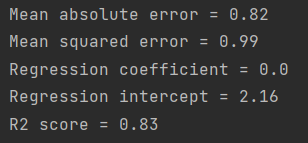 Mean absolute error = 0.82
Mean squared error = 0.99
Regression coefficient = 0.0
Regression intercept = 2.16
R2 score = 0.83